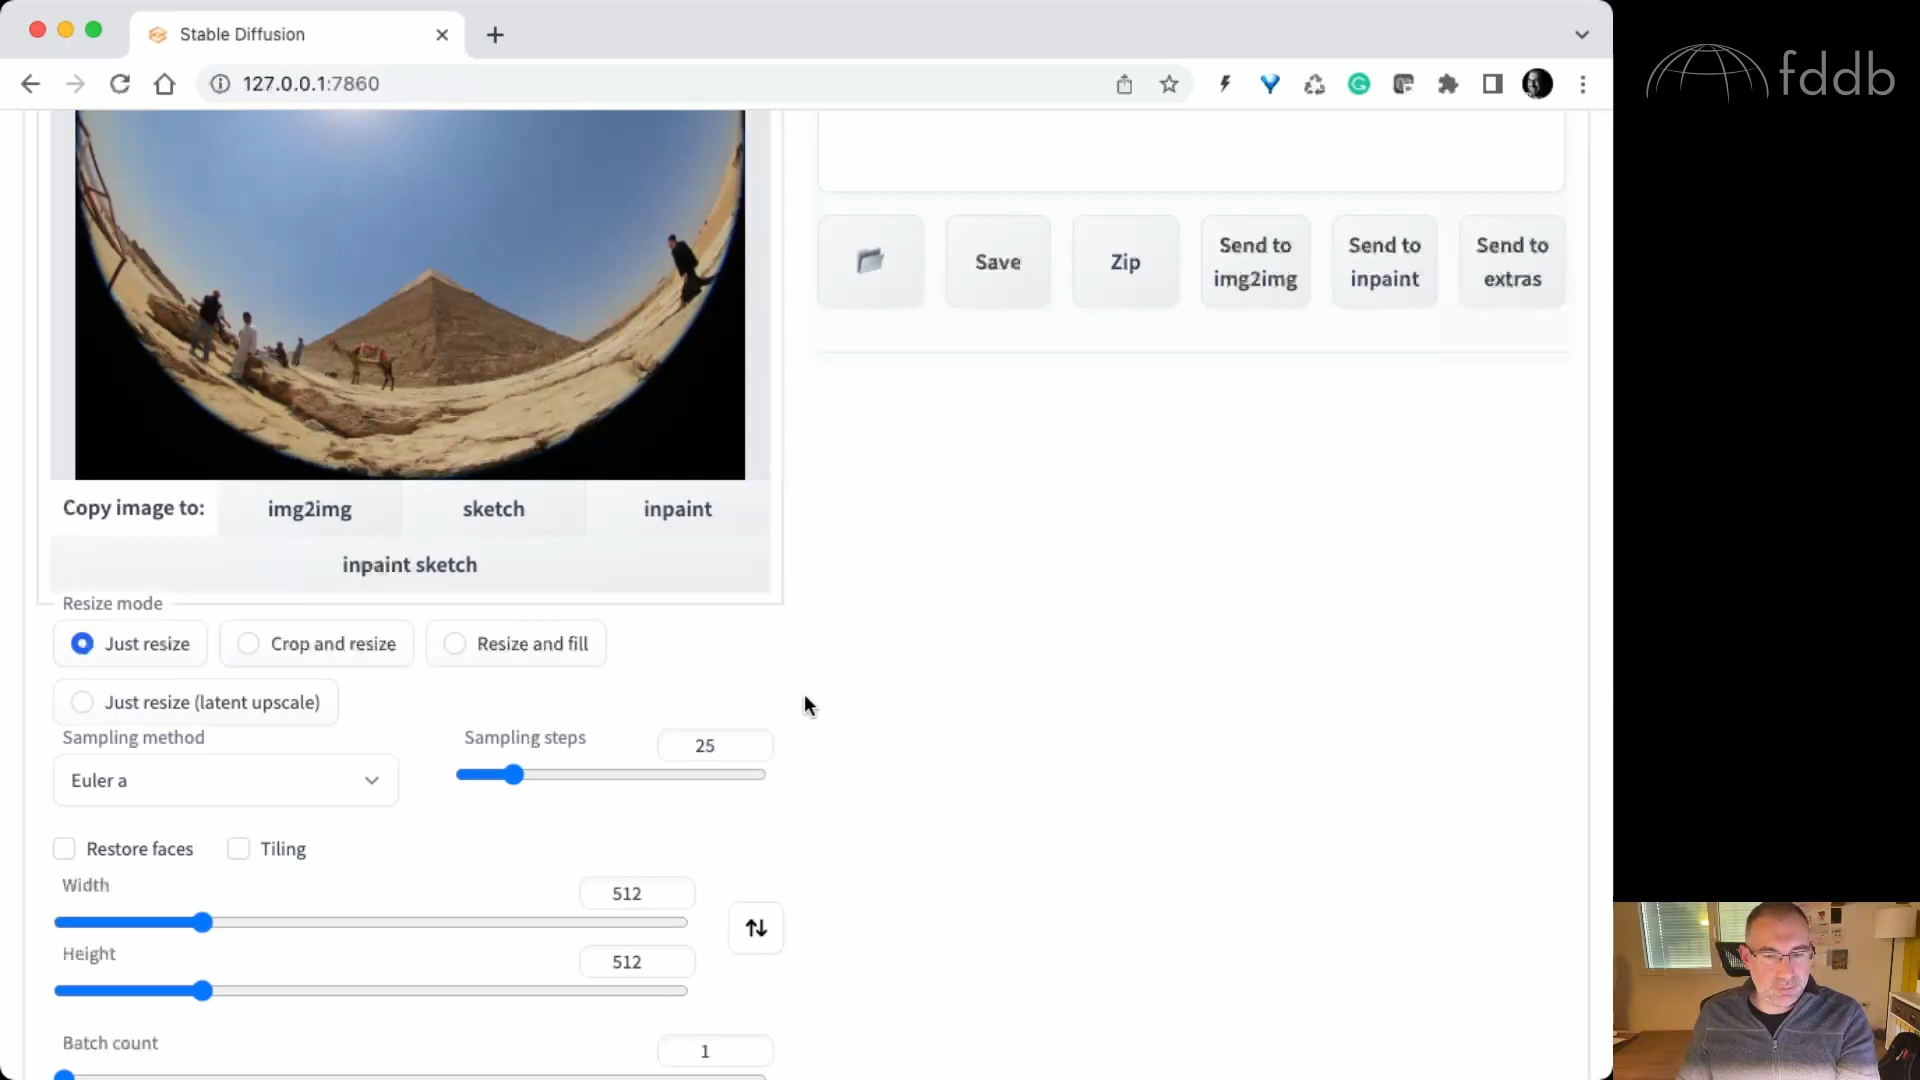 Stable Diffusion
127.0.0.1:7860
fddb
Save
Zip
Send to
img2img
Send to
inpaint
Send to
extras
Copy image to:
img2img
sketch
inpaint
inpaint sketch
Resize mode
Just resize
Crop and resize
Resize and fill
Just resize (latent upscale)
Sampling method
Sampling steps
25
Euler a
Restore faces
Tiling
Width
512
Height
512
Batch count
1